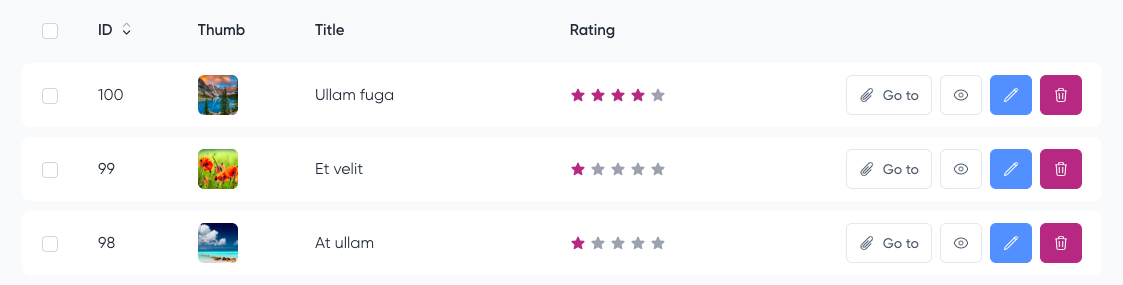 ID Thumb Title Rating
100 Ullam fuga Go to
99 Et velit Go to
98 At ullam Go to